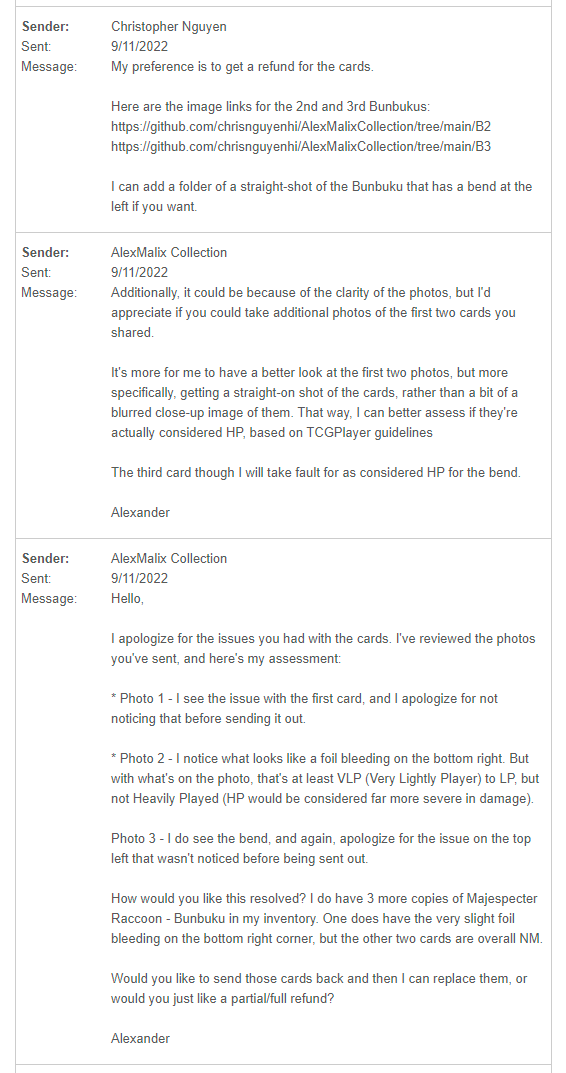 Sender: Christopher Nguyen
Sent: 9/11/2022
Message: My preference is to get a refund for the cards.
Here are the image links for the 2nd and 3rd Bunbukus:
https://github.com/chrisnguyenhi/AlexMalixCollection/tree/main/B2
https://github.com/chrisnguyenhi/AlexMalixCollection/tree/main/B3
I can add a folder of a straight-shot of the Bunbuku that has a bend at the
left if you want.
Sender: AlexMalix Collection
Sent: 9/11/2022
Message: Additionally, it could be because of the clarity of the photos, but I'd
appreciate if you could take additional photos of the first two cards you
shared.
It's more for me to have a better look at the first two photos, but more
specifically, getting a straight-on shot of the cards, rather than a bit of a
blurred close-up image of them. That way, I can better assess if they're
actually considered HP, based on TCGPlayer guidelines
The third card though I will take fault for as considered HP for the bend.
Alexander
Sender: AlexMalix Collection
Sent: 9/11/2022
Message: Hello,
I apologize for the issues you had with the cards. I've reviewed the photos
you've sent, and here's my assessment:
* Photo 1 - I see the issue with the first card, and I apologize for not
noticing that before sending it out.
* Photo 2 - I notice what looks like a foil bleeding on the bottom right. But
with what's on the photo, that's at least VLP (Very Lightly Player) to LP, but
not Heavily Played (HP would be considered far more severe in damage).
Photo 3 - I do see the bend, and again, apologize for the issue on the top
left that wasn't noticed before being sent out.
How would you like this resolved? I do have 3 more copies of Majespecter
Raccoon - Bunbuku in my inventory. One does have the very slight foil
bleeding on the bottom right corner, but the other two cards are overall NM.
Would you like to send those cards back and then I can replace them, or
would you just like a partial/full refund?
Alexander